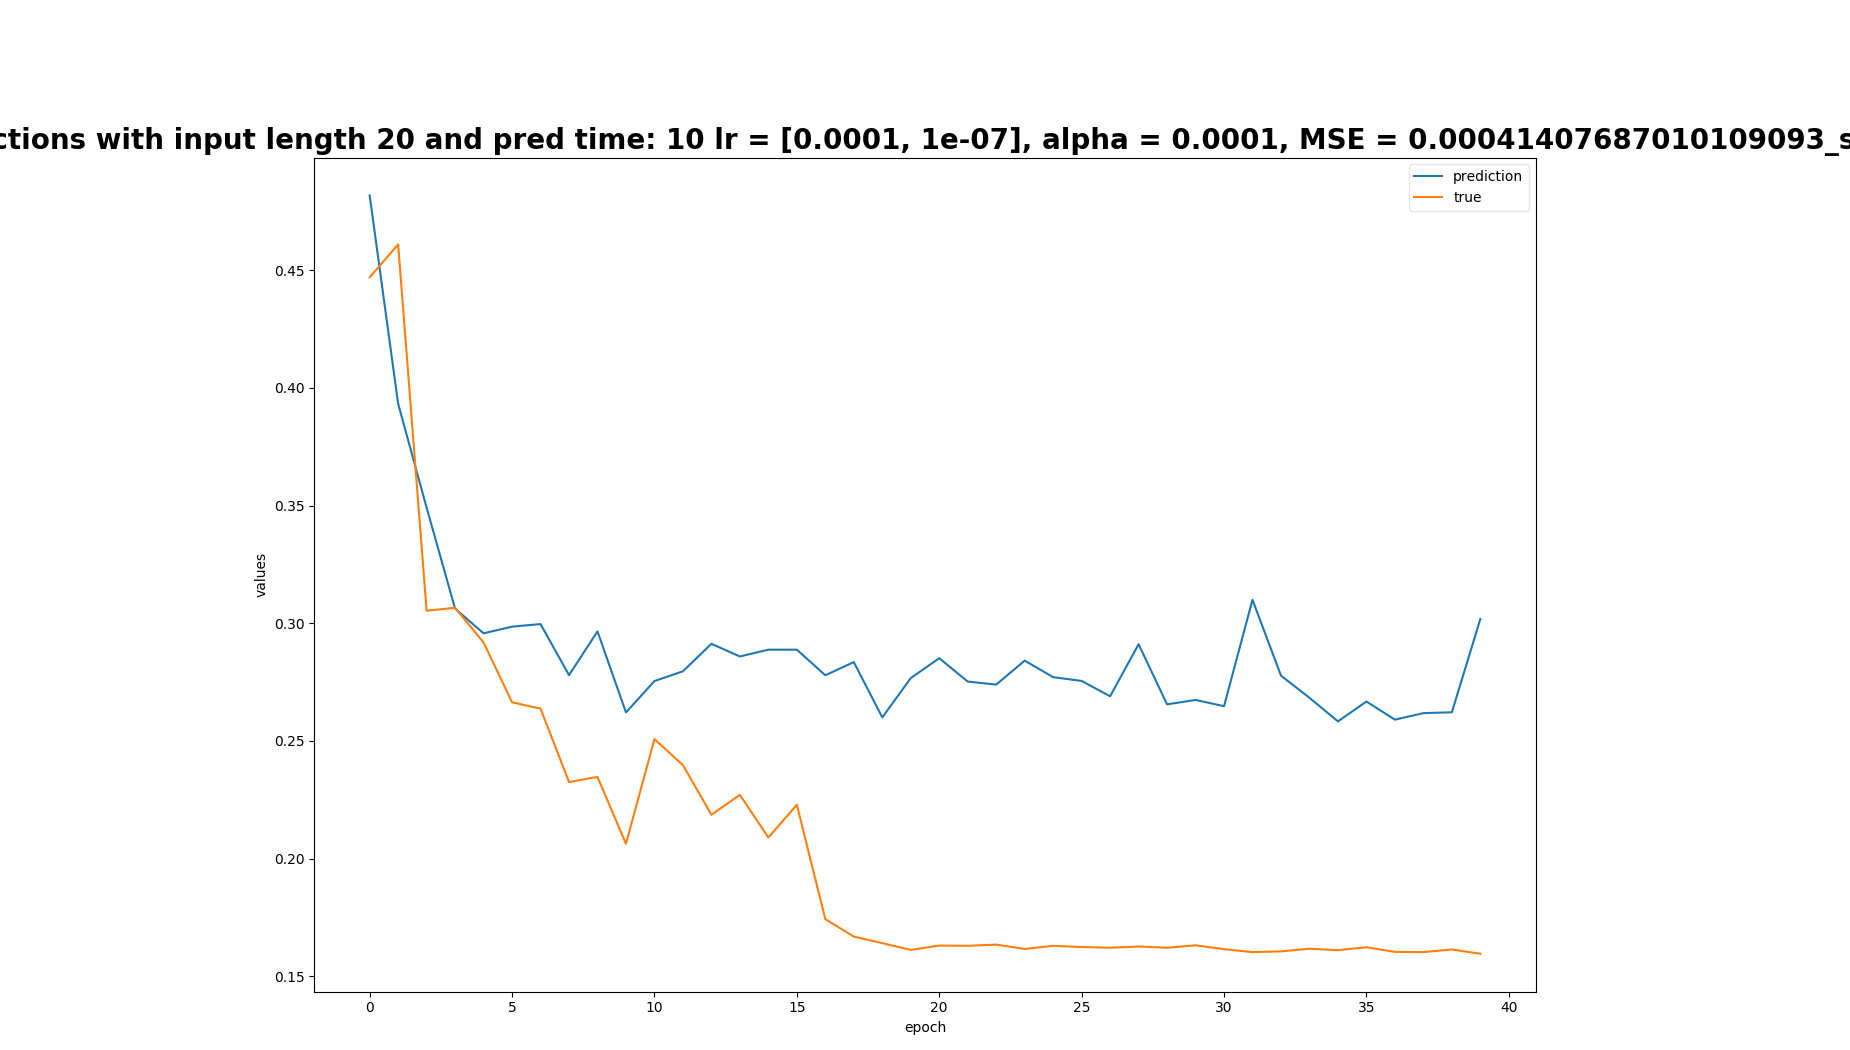 ctions with input length 20 and pred time: 10 lr = [0.0001, 1e-07], alpha = 0.0001, MSE = 0.00041407687010109093_s
prediction
true
values
0.45
0.40
0.35
0.30
0.25
0.20
0.15
0 5 10 15 20 25 30 35 40
epoch